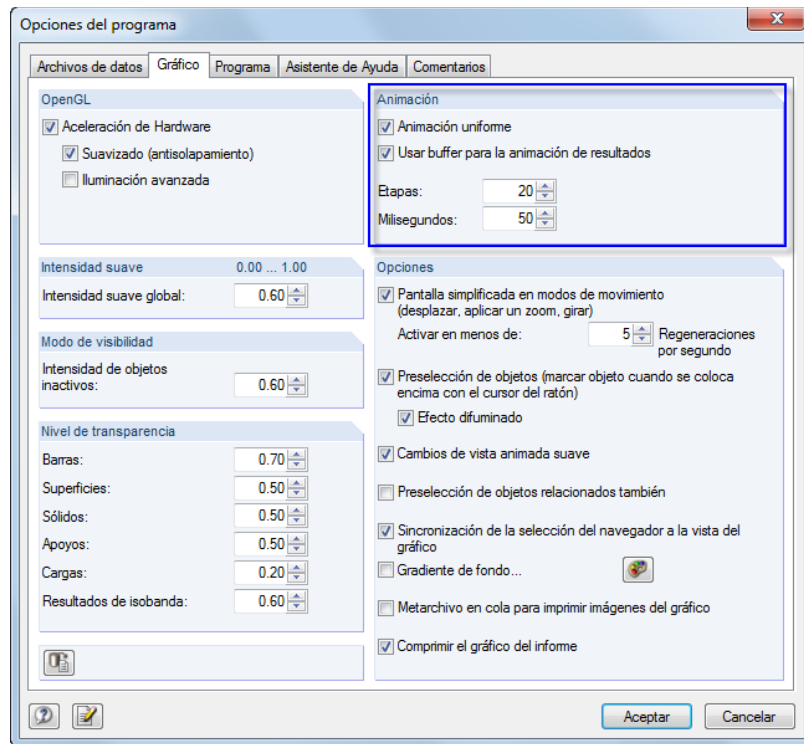 Opciones del programa
Archivos de datos
Gráfico
Programa
Asistente de Ayuda
Comentarios
OpenGL
Aceleración de Hardware
Suavizado (antisolapamiento)
Iluminación avanzada
Intensidad suave 0.00 ... 1.00
Intensidad suave global: 0.60
Modo de visibilidad
Intensidad de objetos
inactivos: 0.60
Nivel de transparencia
Barras: 0.70
Superficies: 0.50
Sólidos: 0.50
Apoyos: 0.50
Cargas: 0.20
Resultados de isobanda: 0.60
Animación
Animación uniforme
Usar buffer para la animación de resultados
Etapas: 20
Milisegundos: 50
Opciones
Pantalla simplificada en modos de movimiento
(desplazar, aplicar un zoom, girar)
Activar en menos de: 5 Regeneraciones
por segundo
Preselección de objetos (marcar objeto cuando se coloca
encima con el cursor del ratón)
Efecto difuminado
Cambios de vista animada suave
Preselección de objetos relacionados también
Sincronización de la selección del navegador a la vista del
gráfico
Gradiente de fondo...
Metarchivo en cola para imprimir imágenes del gráfico
Comprimir el gráfico del informe
Aceptar
Cancelar